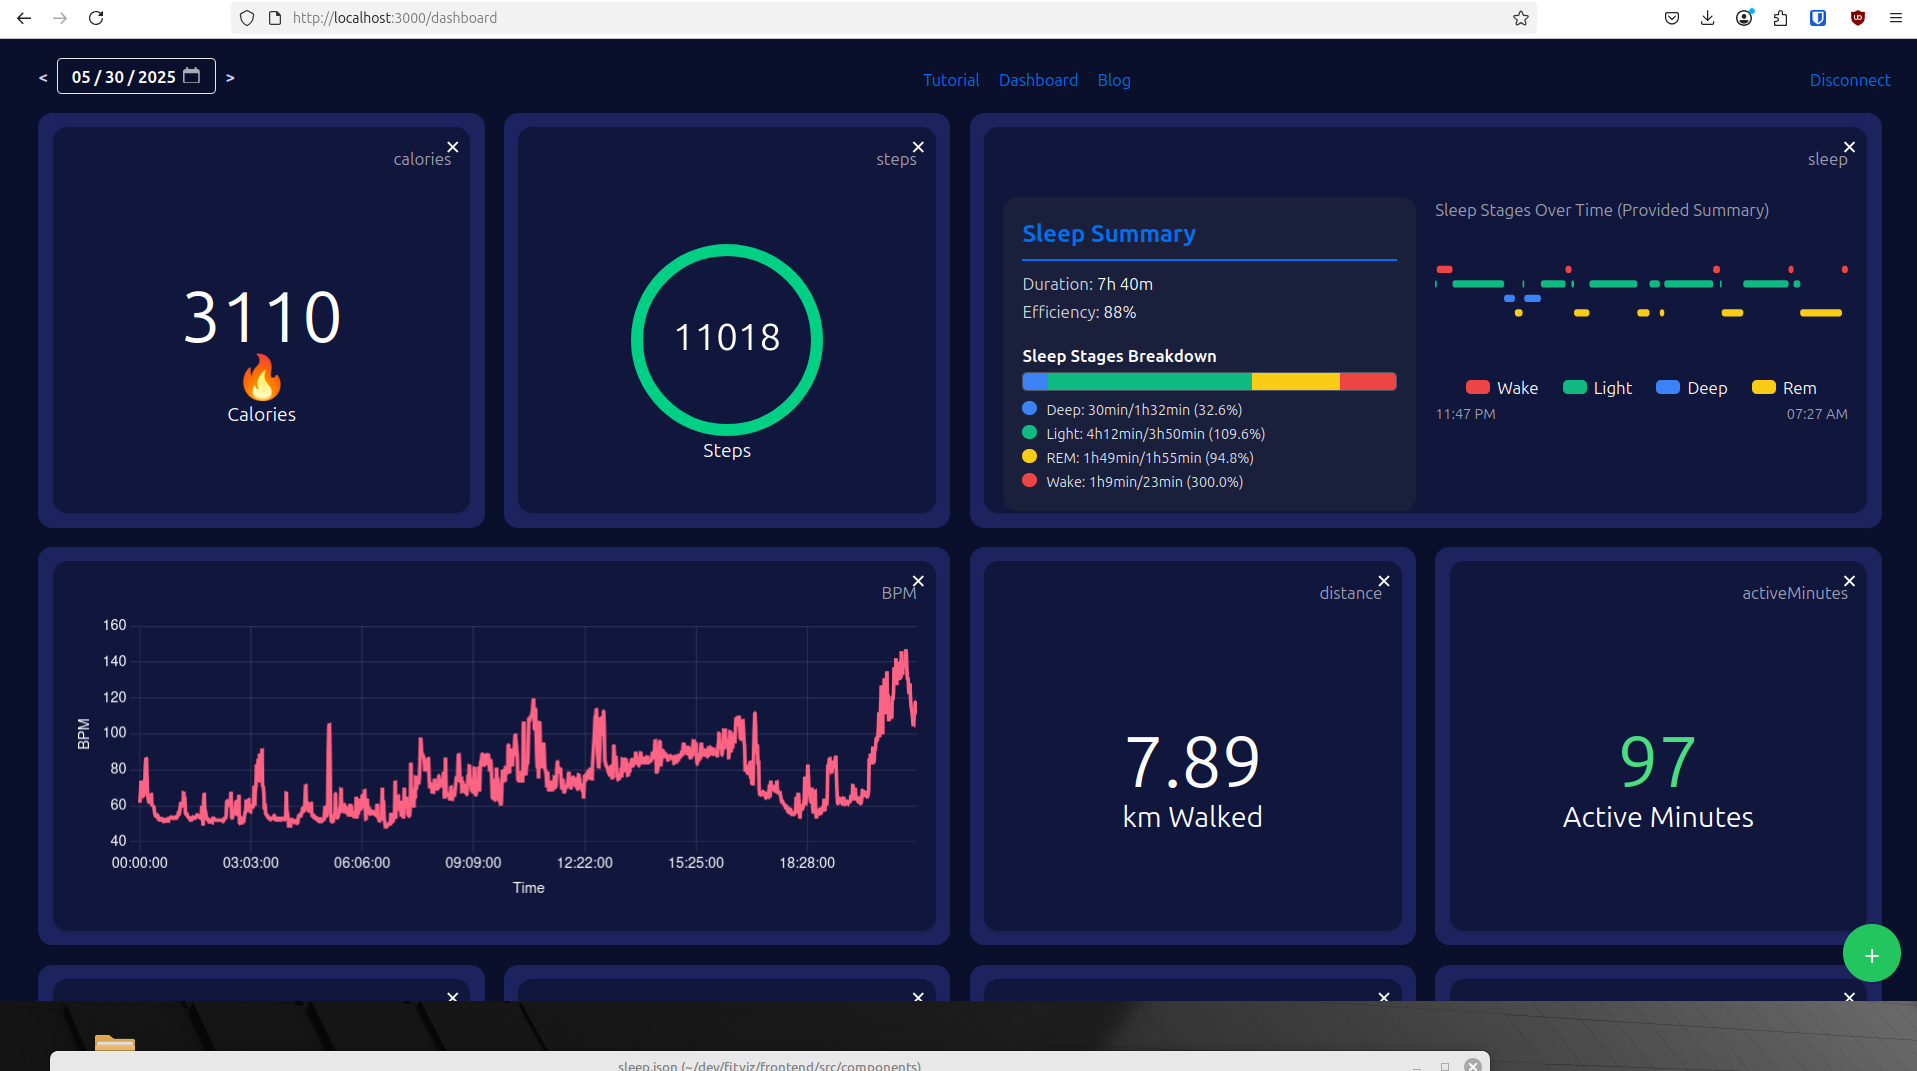 http://localhost:3000/dashboard
< 05 / 30 / 2025 >
Tutorial Dashboard Blog
Disconnect
calories
3110
Calories
steps
11018
Steps
sleep
Sleep Summary
Duration: 7h 40m
Efficiency: 88%
Sleep Stages Breakdown
Deep: 30min/1h32min (32.6%)
Light: 4h12min/3h50min (109.6%)
REM: 1h49min/1h55min (94.8%)
Wake: 1h9min/23min (300.0%)
Sleep Stages Over Time (Provided Summary)
Wake Light Deep Rem
11:47 PM 07:27 AM
BPM
160
140
120
100
80
60
40
BPM
00:00:00 03:03:00 06:06:00 09:09:00 12:22:00 15:25:00 18:28:00
Time
distance
7.89
km Walked
activeMinutes
97
Active Minutes
+
sleep.json (~/dev/fitviz/frontend/src/components)